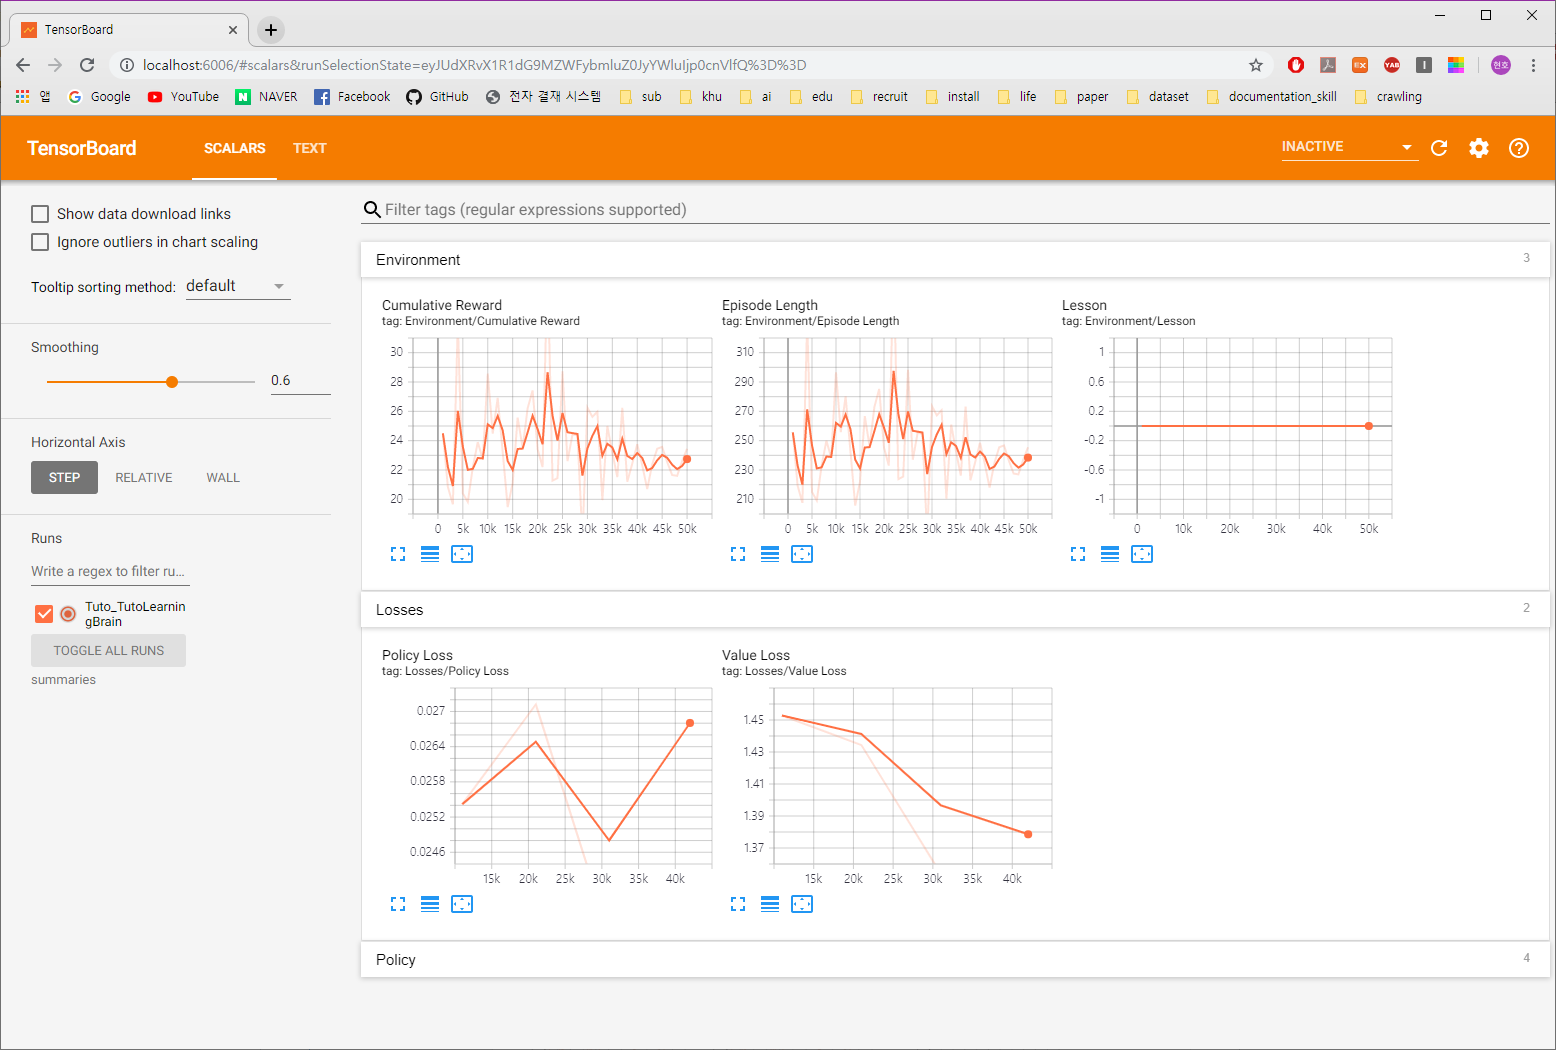 TensorBoard
localhost:6006/#scalars&runSelectionState=eyJUdXRvX1R1dG9MZWFybmluZ0JyYWluIjp0cnVlfQ%3D%3D
현호
앱 Google YouTube NAVER Facebook GitHub 전자 결재 시스템 sub khu ai edu recruit install life paper dataset documentation_skill crawling
TensorBoard SCALARS TEXT INACTIVE
Show data download links
Ignore outliers in chart scaling
Tooltip sorting method: default
Smoothing
0.6
Horizontal Axis
STEP RELATIVE WALL
Runs
Write a regex to filter ru...
Tuto_TutoLearnin
gBrain
TOGGLE ALL RUNS
summaries
Filter tags (regular expressions supported)
Environment 3
Cumulative Reward
tag: Environment/Cumulative Reward
30
28
26
24
22
20
0 5k 10k 15k 20k 25k 30k 35k 40k 45k 50k
Episode Length
tag: Environment/Episode Length
310
290
270
250
230
210
0 5k 10k 15k 20k 25k 30k 35k 40k 45k 50k
Lesson
tag: Environment/Lesson
1
0.6
0.2
-0.2
-0.6
-1
0 10k 20k 30k 40k 50k
Losses 2
Policy Loss
tag: Losses/Policy Loss
0.027
0.0264
0.0258
0.0252
0.0246
15k 20k 25k 30k 35k 40k
Value Loss
tag: Losses/Value Loss
1.45
1.43
1.41
1.39
1.37
15k 20k 25k 30k 35k 40k
Policy 4